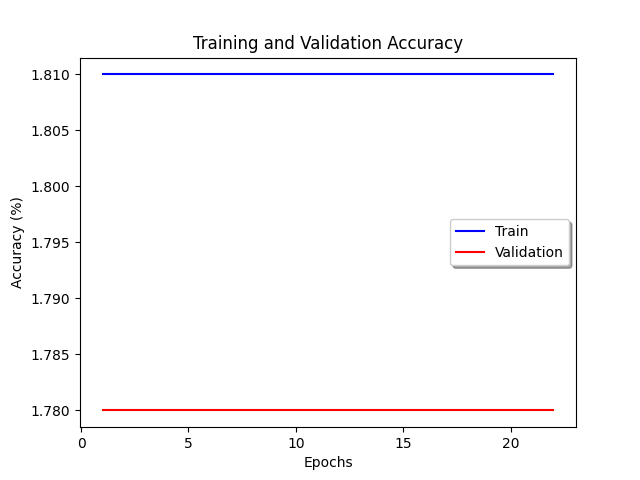 Training and Validation Accuracy
Accuracy (%)
1.810
1.805
1.800
1.795
1.790
1.785
1.780
Train
Validation
0
5
10
15
20
Epochs